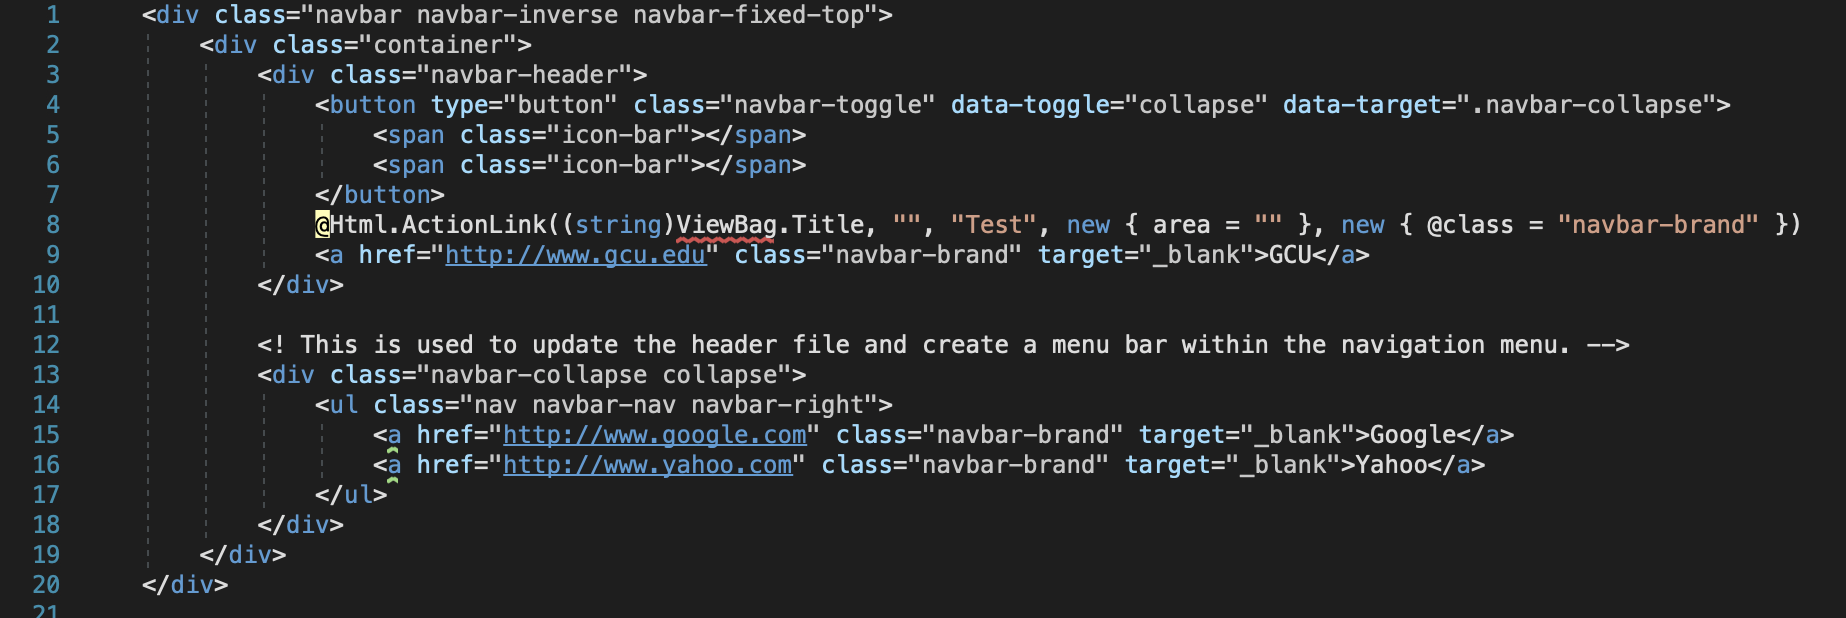 1 <div class="navbar navbar-inverse navbar-fixed-top">
2 <div class="container">
3 <div class="navbar-header">
4 <button type="button" class="navbar-toggle" data-toggle="collapse" data-target=".navbar-collapse">
5 <span class="icon-bar"></span>
6 <span class="icon-bar"></span>
7 </button>
8 @Html.ActionLink((string)ViewBag.Title, "", "Test", new { area = "" }, new { @class = "navbar-brand" })
9 <a href="http://www.gcu.edu" class="navbar-brand" target="_blank">GCU</a>
10 </div>
11
12 <! This is used to update the header file and create a menu bar within the navigation menu. -->
13 <div class="navbar-collapse collapse">
14 <ul class="nav navbar-nav navbar-right">
15 <a href="http://www.google.com" class="navbar-brand" target="_blank">Google</a>
16 <a href="http://www.yahoo.com" class="navbar-brand" target="_blank">Yahoo</a>
17 </ul>
18 </div>
19 </div>
20 </div>
21